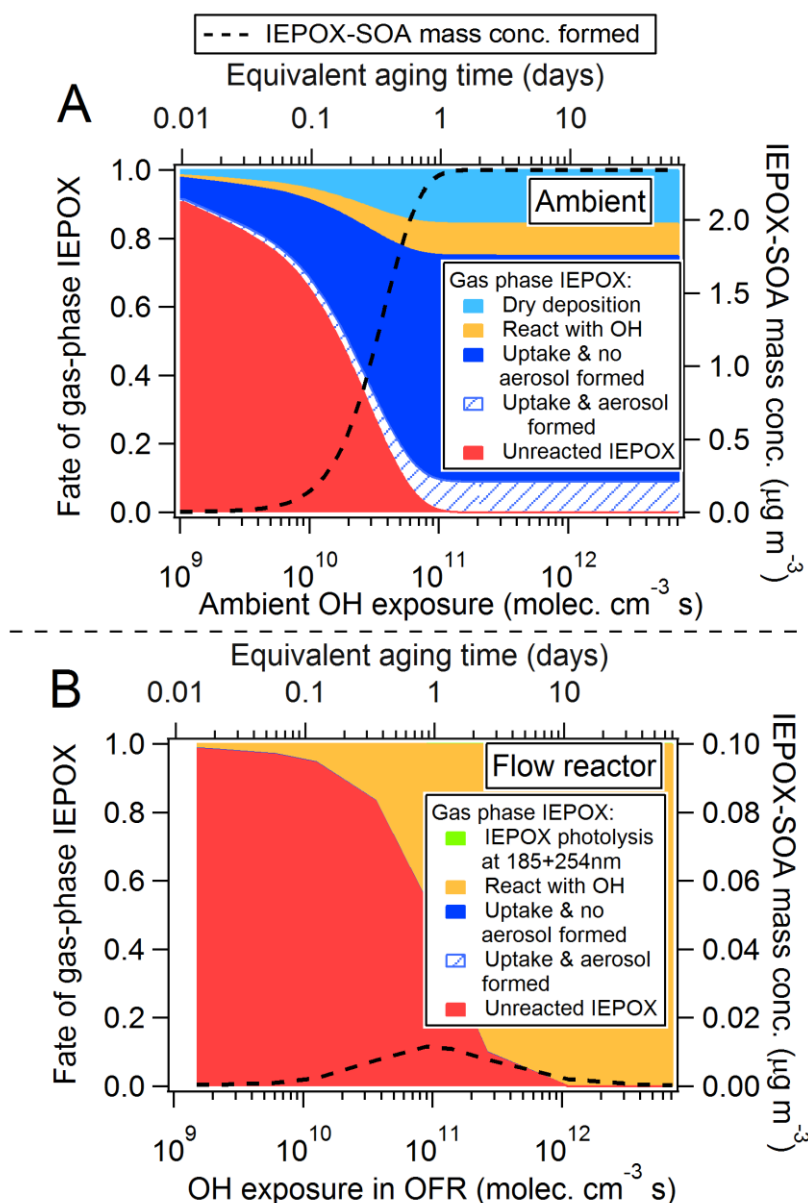 IEPOX-SOA mass conc. formed
Equivalent aging time (days)
A
0.01 0.1 1 10
1.0
0.8
0.6
0.4
0.2
0.0
Fate of gas-phase IEPOX
Ambient
Gas phase IEPOX:
Dry deposition
React with OH
Uptake & no
aerosol formed
Uptake & aerosol
formed
Unreacted IEPOX
2.0
1.5
1.0
0.5
0.0
IEPOX-SOA mass conc. (μg m⁻³)
10⁹ 10¹⁰ 10¹¹ 10¹²
Ambient OH exposure (molec. cm⁻³ s)
Equivalent aging time (days)
B
0.01 0.1 1 10
1.0
0.8
0.6
0.4
0.2
0.0
Fate of gas-phase IEPOX
Flow reactor
Gas phase IEPOX:
IEPOX photolysis
at 185+254nm
React with OH
Uptake & no
aerosol formed
Uptake & aerosol
formed
Unreacted IEPOX
0.10
0.08
0.06
0.04
0.02
0.00
IEPOX-SOA mass conc. (μg m⁻³)
10⁹ 10¹⁰ 10¹¹ 10¹²
OH exposure in OFR (molec. cm⁻³ s)